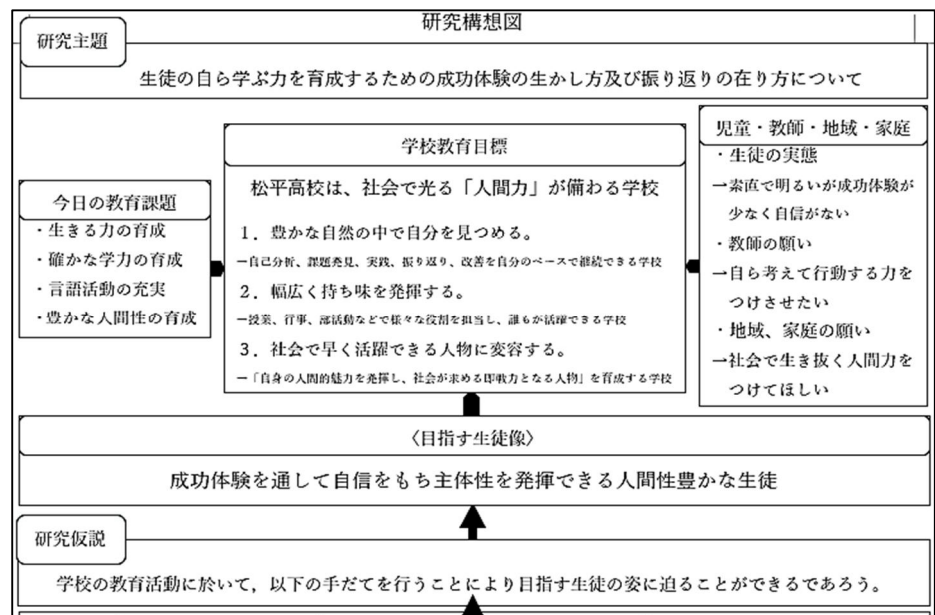 研究構想図
研究主題
生徒の自ら学ぶ力を育成するための成功体験の生かし方及び振り返りの在り方について
今日の教育課題
・生きる力の育成
・確かな学力の育成
・言語活動の充実
・豊かな人間性の育成
学校教育目標
松平高校は、社会で光る「人間力」が備わる学校
1．豊かな自然の中で自分を見つめる。
→自己分析、課題発見、実践、振り返り、改善を自分のペースで継続できる学校
2．幅広く持ち味を発揮する。
→授業、行事、部活動などで様々な役割を担当し、誰もが活躍できる学校
3．社会で早く活躍できる人物に変容する。
→「自身の人間的魅力を発揮し、社会が求める即戦力となる人物」を育成する学校
児童・教師・地域・家庭
・生徒の実態
→素直で明るいが成功体験が
少なく自信がない
・教師の願い
→自ら考えて行動する力を
つけさせたい
・地域、家庭の願い
→社会で生き抜く人間力を
つけてほしい
〈目指す生徒像〉
成功体験を通して自信をもち主体性を発揮できる人間性豊かな生徒
研究仮説
学校の教育活動に於いて，以下の手だてを行うことにより目指す生徒の姿に迫ることができるであろう。